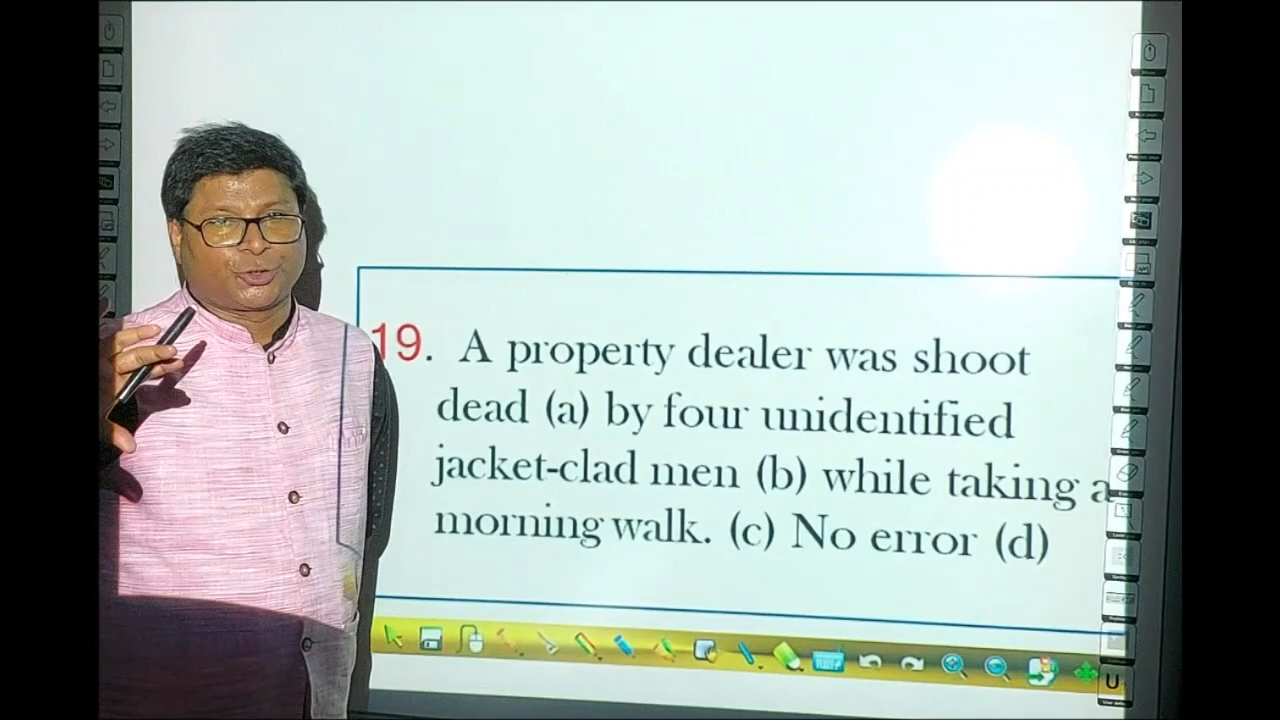 19. A property dealer was shoot
dead (a) by four unidentified
jacket-clad men (b) while taking a
morning walk. (c) No error (d)
U